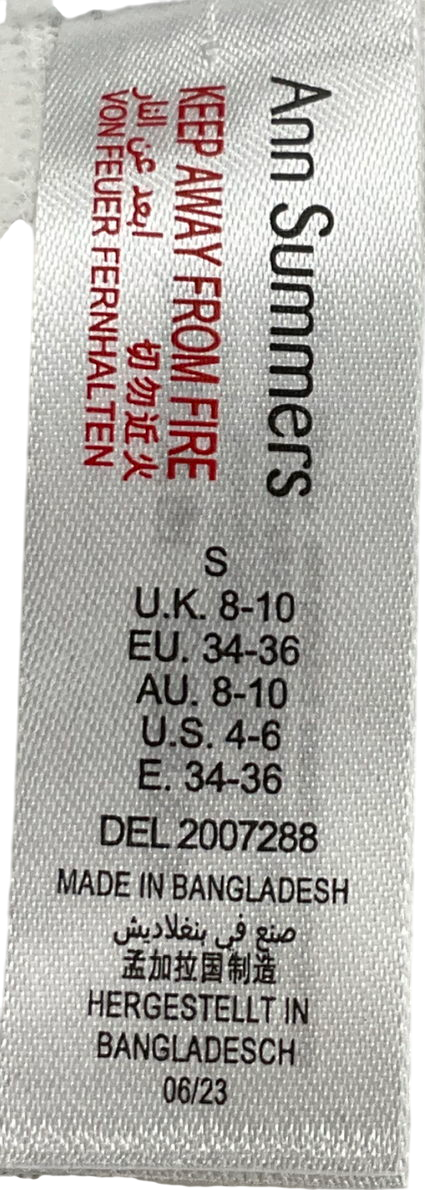 Ann Summers
KEEP AWAY FROM FIRE
ابعد عن النار 切勿近火
VON FEUER FERNHALTEN
S
U.K. 8-10
EU. 34-36
AU. 8-10
U.S. 4-6
E. 34-36
DEL 2007288
MADE IN BANGLADESH
صنع في بنغلاديش
孟加拉国制造
HERGESTELLT IN
BANGLADESCH
06/23